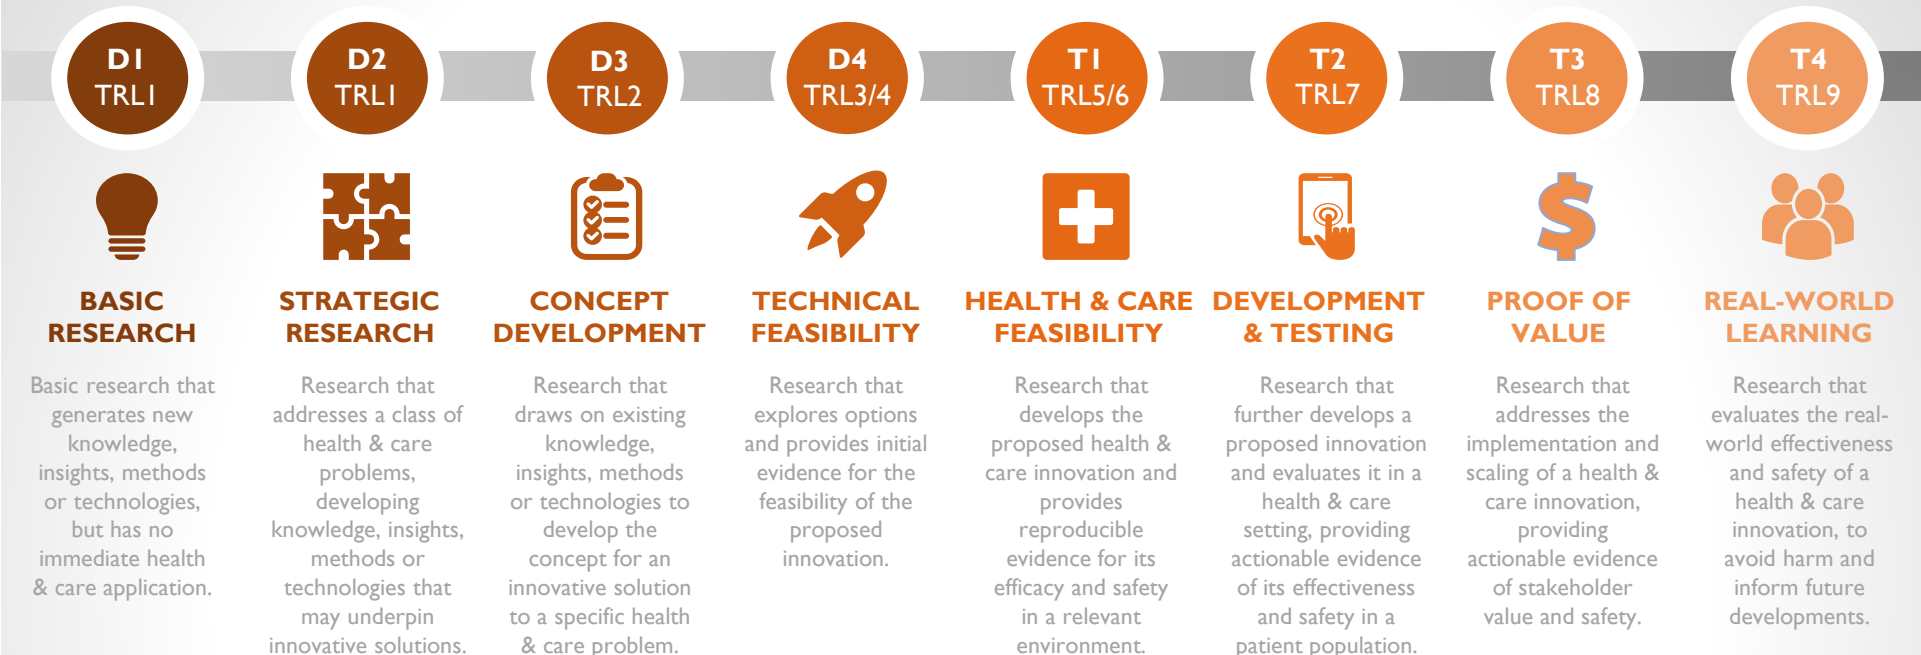 D1
TRL1
D2
TRL1
D3
TRL2
D4
TRL3/4
T1
TRL5/6
T2
TRL7
T3
TRL8
T4
TRL9
BASIC
RESEARCH
Basic research that
generates new
knowledge,
insights, methods
or technologies,
but has no
immediate health
& care application.
STRATEGIC
RESEARCH
Research that
addresses a class of
health & care
problems,
developing
knowledge, insights,
methods or
technologies that
may underpin
innovative solutions.
CONCEPT
DEVELOPMENT
Research that
draws on existing
knowledge,
insights, methods
or technologies to
develop the
concept for an
innovative solution
to a specific health
& care problem.
TECHNICAL
FEASIBILITY
Research that
explores options
and provides initial
evidence for the
feasibility of the
proposed
innovation.
HEALTH & CARE
FEASIBILITY
Research that
develops the
proposed health &
care innovation and
provides
reproducible
evidence for its
efficacy and safety
in a relevant
environment.
DEVELOPMENT
& TESTING
Research that
further develops a
proposed innovation
and evaluates it in a
health & care
setting, providing
actionable evidence
of its effectiveness
and safety in a
patient population.
PROOF OF
VALUE
Research that
addresses the
implementation and
scaling of a health &
care innovation,
providing
actionable evidence
of stakeholder
value and safety.
REAL-WORLD
LEARNING
Research that
evaluates the real-
world effectiveness
and safety of a
health & care
innovation, to
avoid harm and
inform future
developments.